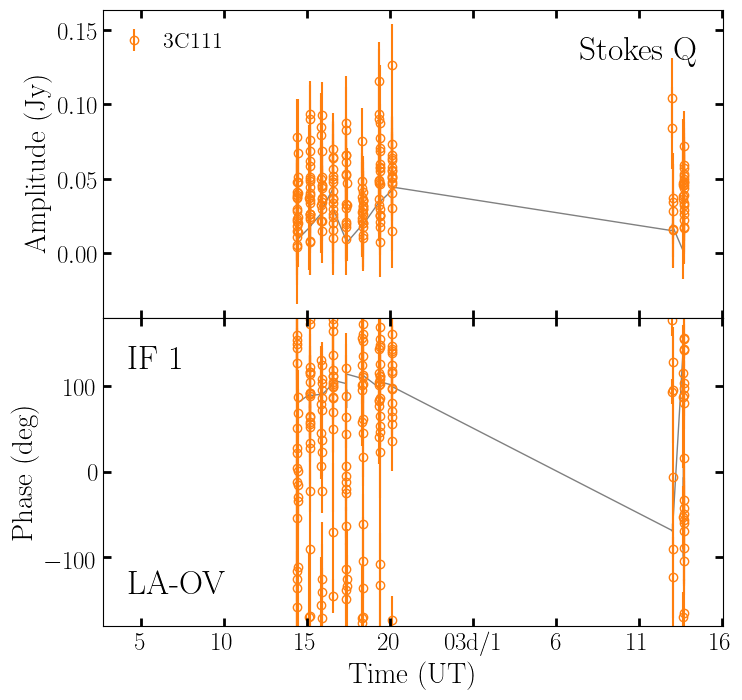 0.15
0.10
0.05
0.00
Amplitude (Jy)
3C111
Stokes Q
100
0
−100
Phase (deg)
IF 1
LA-OV
5 10 15 20 03d/1 6 11 16
Time (UT)